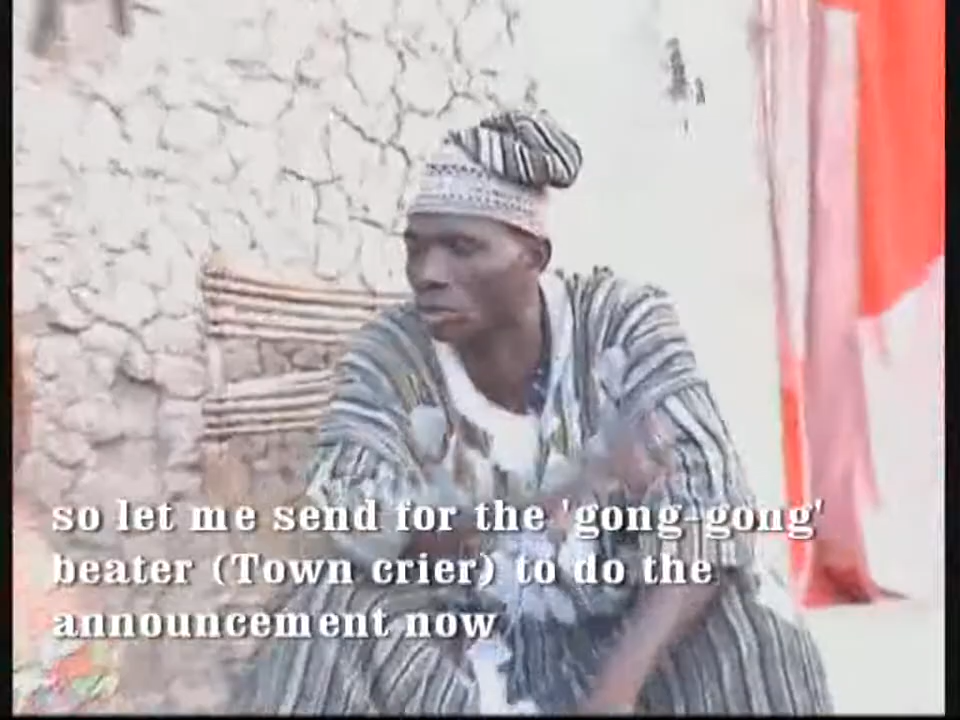 so let me send for the 'gong-gong'
beater (Town crier) to do the
announcement now